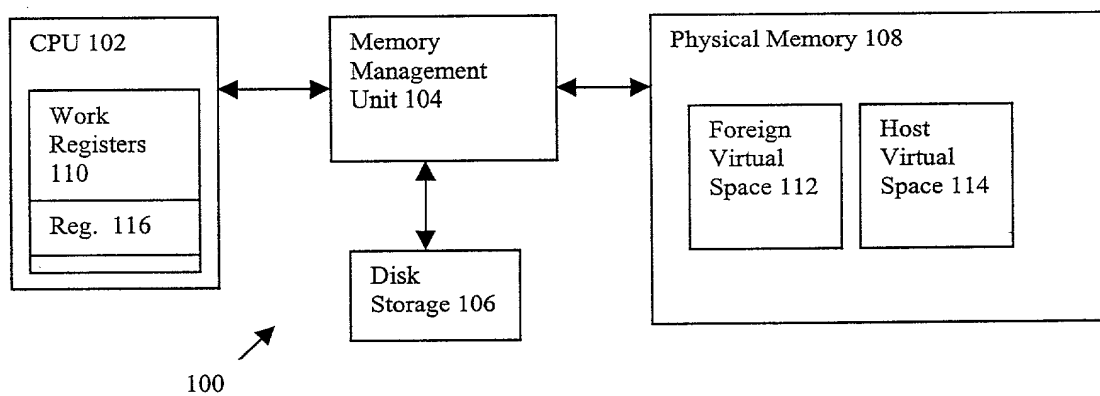 CPU 102
Work
Registers
110
Reg. 116
Memory
Management
Unit 104
Disk
Storage 106
Physical Memory 108
Foreign
Virtual
Space 112
Host
Virtual
Space 114
100